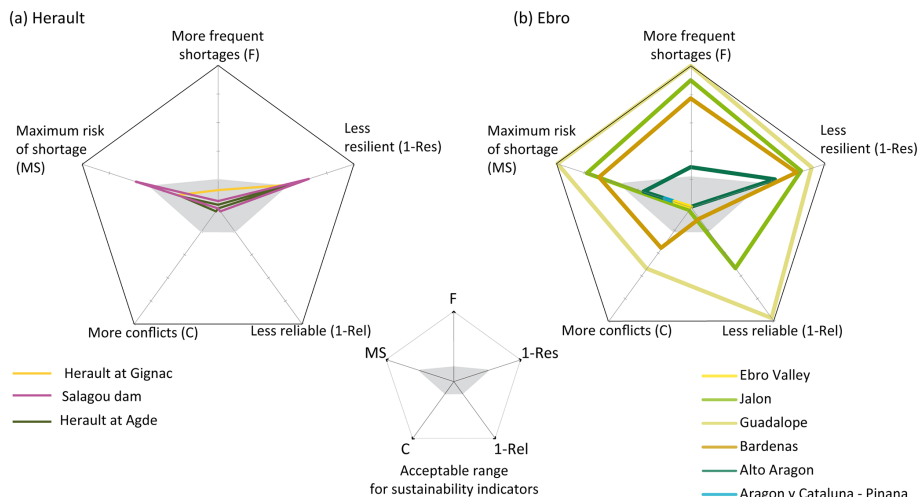 (a) Herault
More frequent
shortages (F)
Maximum risk
of shortage
(MS)
Less
resilient (1-Res)
More conflicts (C)
Less reliable (1-Rel)
Herault at Gignac
Salagou dam
Herault at Agde
F
MS
1-Res
C
1-Rel
Acceptable range
for sustainability indicators
(b) Ebro
More frequent
shortages (F)
Maximum risk
of shortage
(MS)
Less
resilient (1-Res)
More conflicts (C)
Less reliable (1-Rel)
Ebro Valley
Jalon
Guadalope
Bardenas
Alto Aragon
Aragon y Cataluna - Pinana